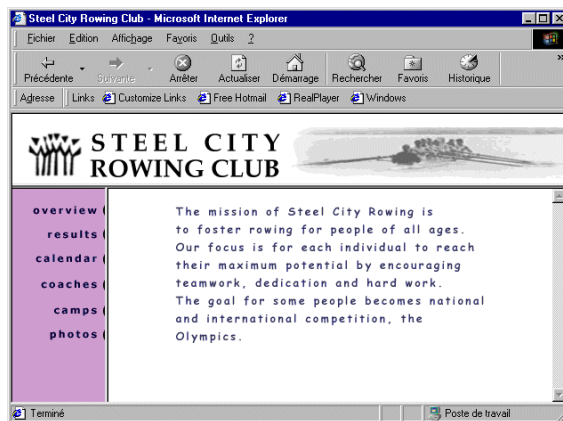 Steel City Rowing Club - Microsoft Internet Explorer
Eichier Edition Affichage Favoris Outils ?
Précédente Suivante Arrêter Actualiser Démarrage Rechercher Favoris Historique »
Adresse Links Customize Links Free Hotmail RealPlayer Windows
STEEL CITY
ROWING CLUB
overview
results
calendar
coaches
camps
photos
The mission of Steel City Rowing is
to foster rowing for people of all ages.
Our focus is for each individual to reach
their maximum potential by encouraging
teamwork, dedication and hard work.
The goal for some people becomes national
and international competition, the
Olympics.
Terminé Poste de travail